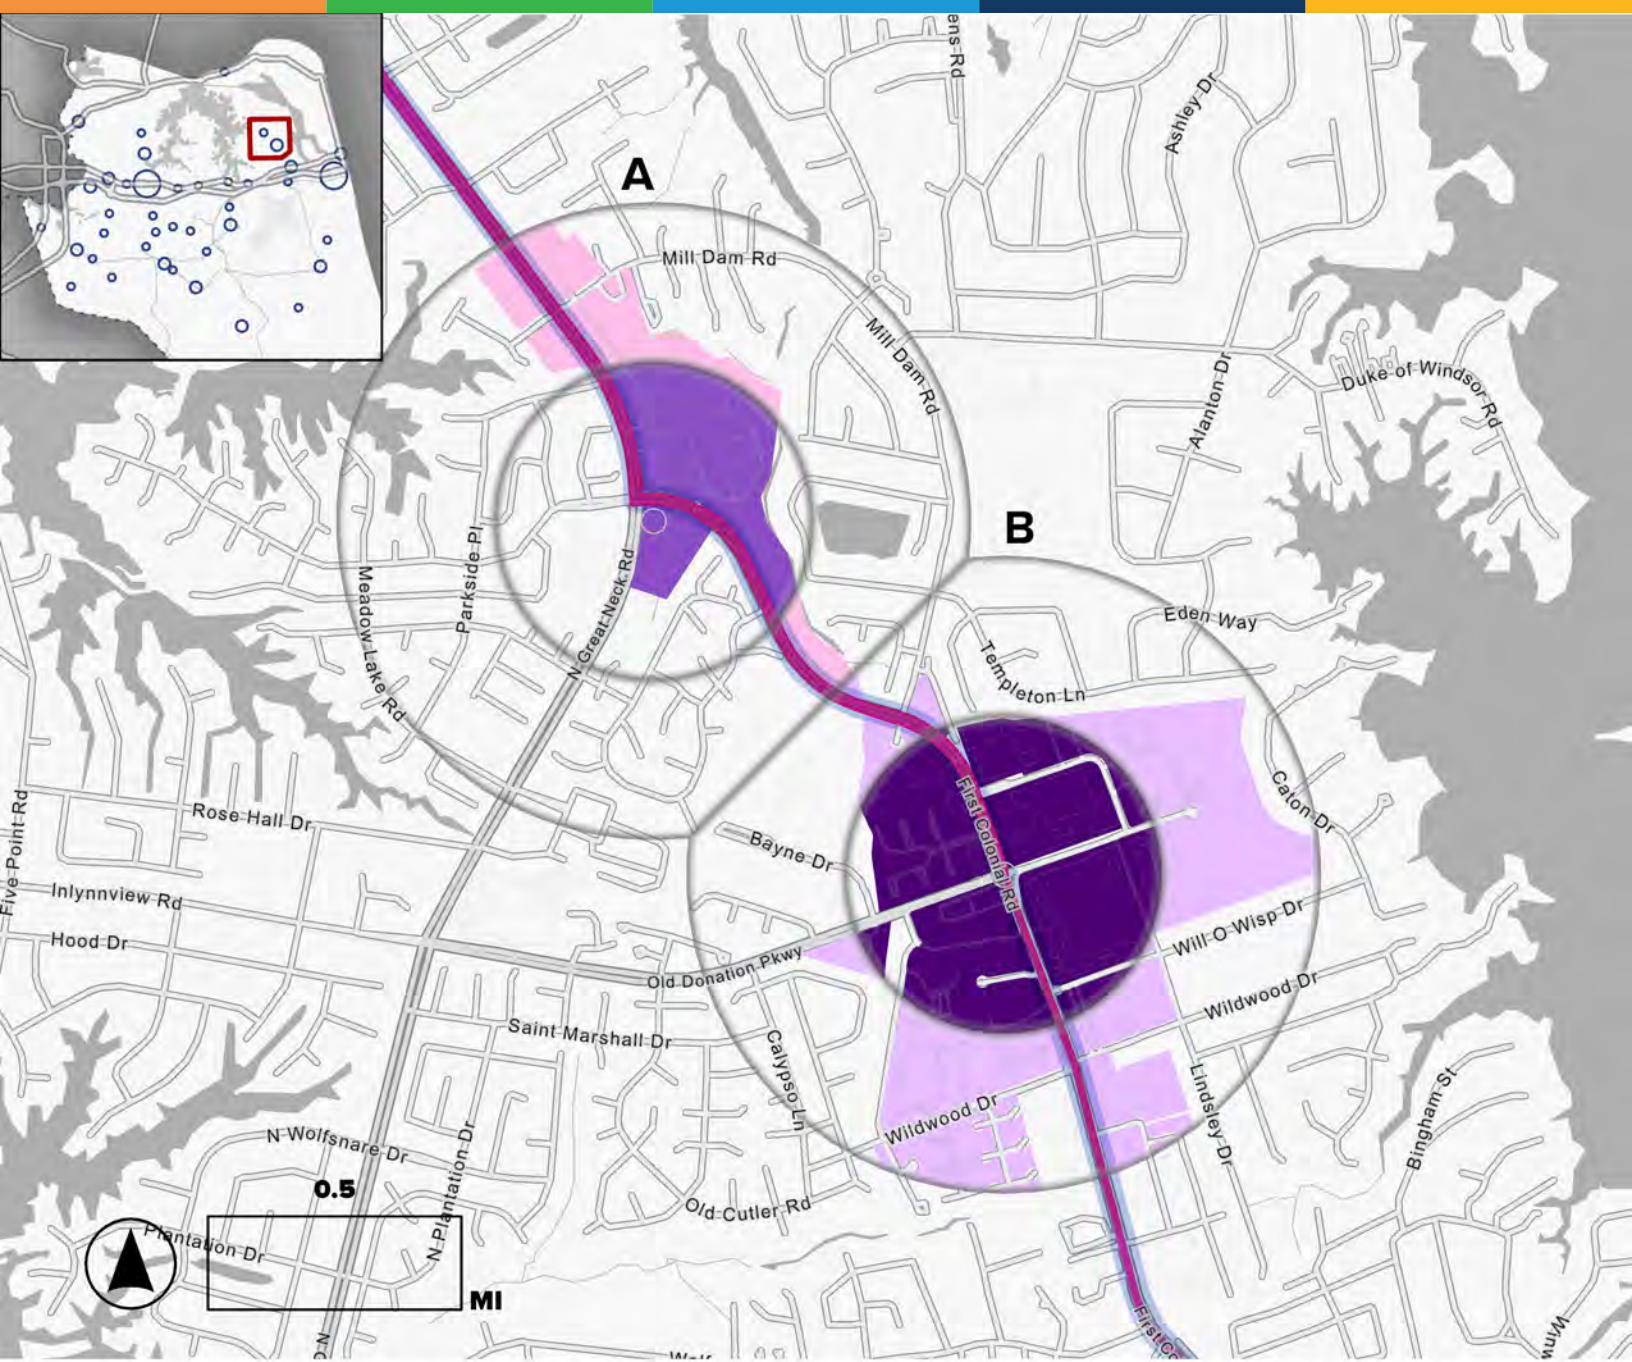 ens Rd
Ashley Dr
A
Mill Dam Rd
Mill Dam Rd
Alanton Dr
Duke of Windsor Rd
B
Parkside Pl
Meadow Lake Rd
N Great Neck Rd
Eden Way
Templeton Ln
Rose Hall Dr
Five Point Rd
Bayne Dr
First Colonial Rd
Caton Dr
Inlynnview Rd
Hood Dr
Old Donation Pkwy
Will O Wisp Dr
Wildwood Dr
Saint Marshall Dr
Calypso Ln
Wildwood Dr
Lindsley Dr
Bingham St
N Wolfsnare Dr
N Plantation Dr
Old Cutler Rd
0.5
Plantation Dr
MI
First Co